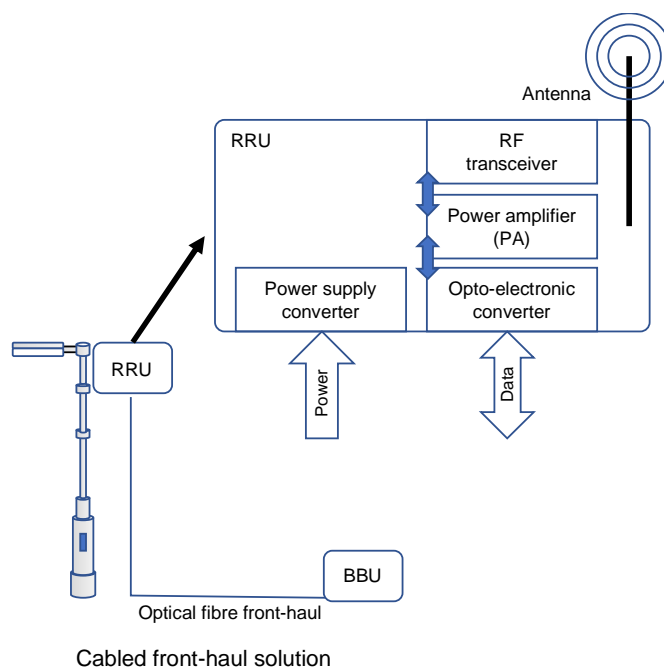 Antenna
RRU
RF
transceiver
Power amplifier
(PA)
Power supply
converter
Opto-electronic
converter
Power
Data
RRU
BBU
Optical fibre front-haul
Cabled front-haul solution